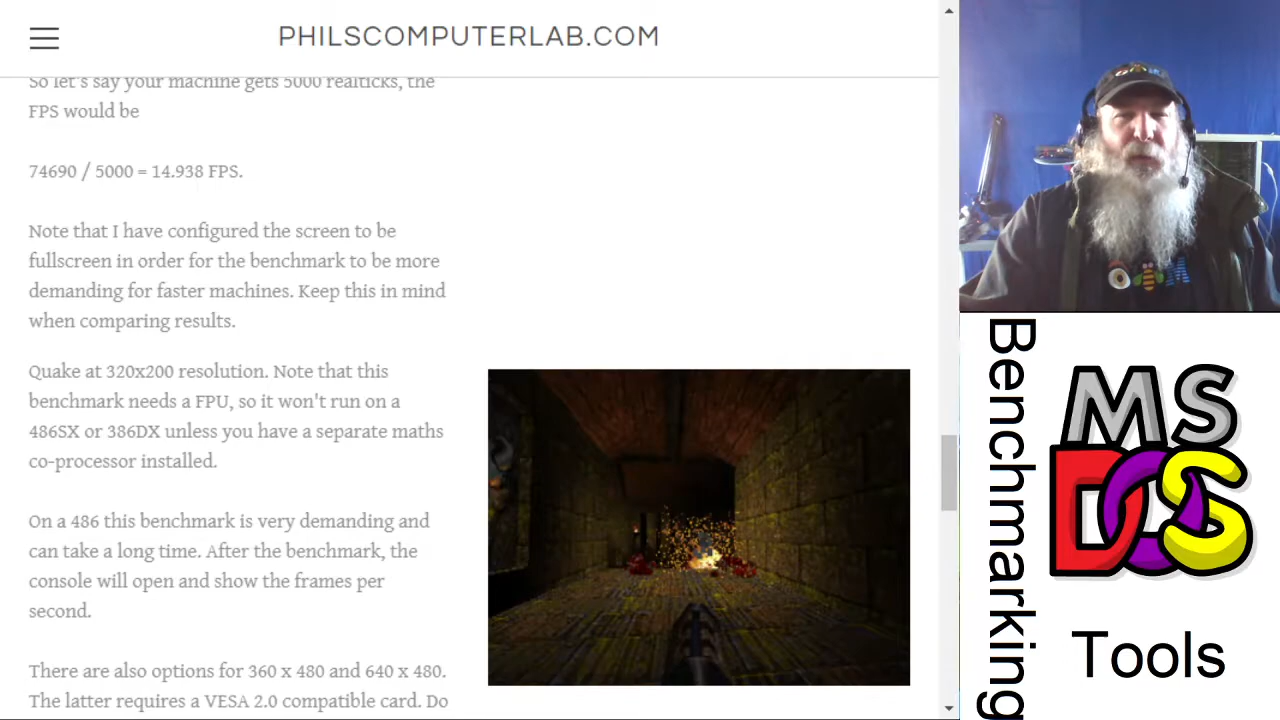 PHILSCOMPUTERLAB.COM
So let's say your machine gets 5000 realticks, the
FPS would be
74690 / 5000 = 14.938 FPS.
Note that I have configured the screen to be
fullscreen in order for the benchmark to be more
demanding for faster machines. Keep this in mind
when comparing results.
Quake at 320x200 resolution. Note that this
benchmark needs a FPU, so it won't run on a
486SX or 386DX unless you have a separate maths
co-processor installed.
On a 486 this benchmark is very demanding and
can take a long time. After the benchmark, the
console will open and show the frames per
second.
There are also options for 360 x 480 and 640 x 480.
The latter requires a VESA 2.0 compatible card. Do
Benchmarking
MS
DOS
Tools